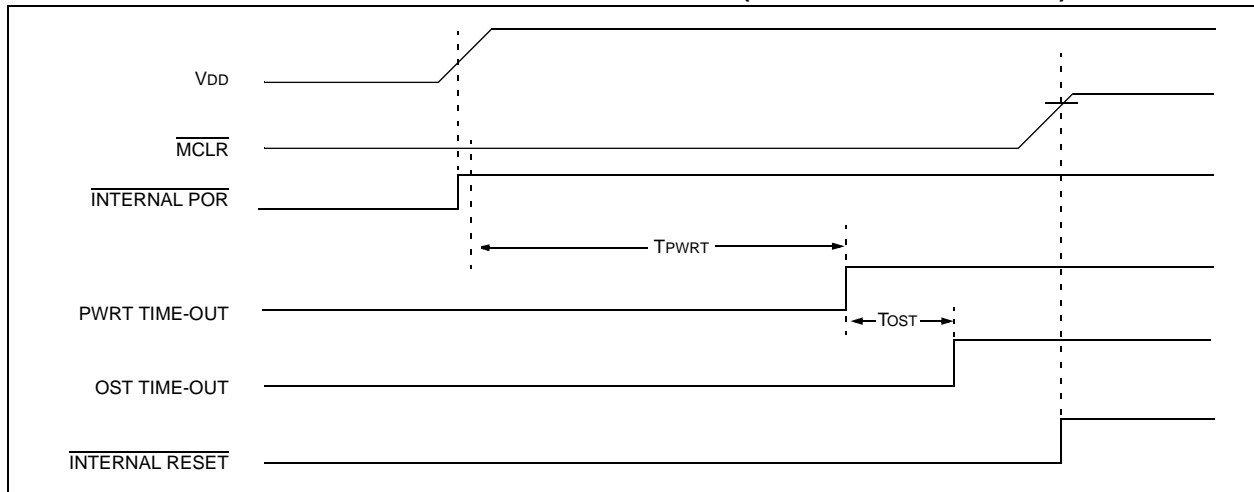 VDD
MCLR
INTERNAL POR
TPWRT
PWRT TIME-OUT
TOST
OST TIME-OUT
INTERNAL RESET